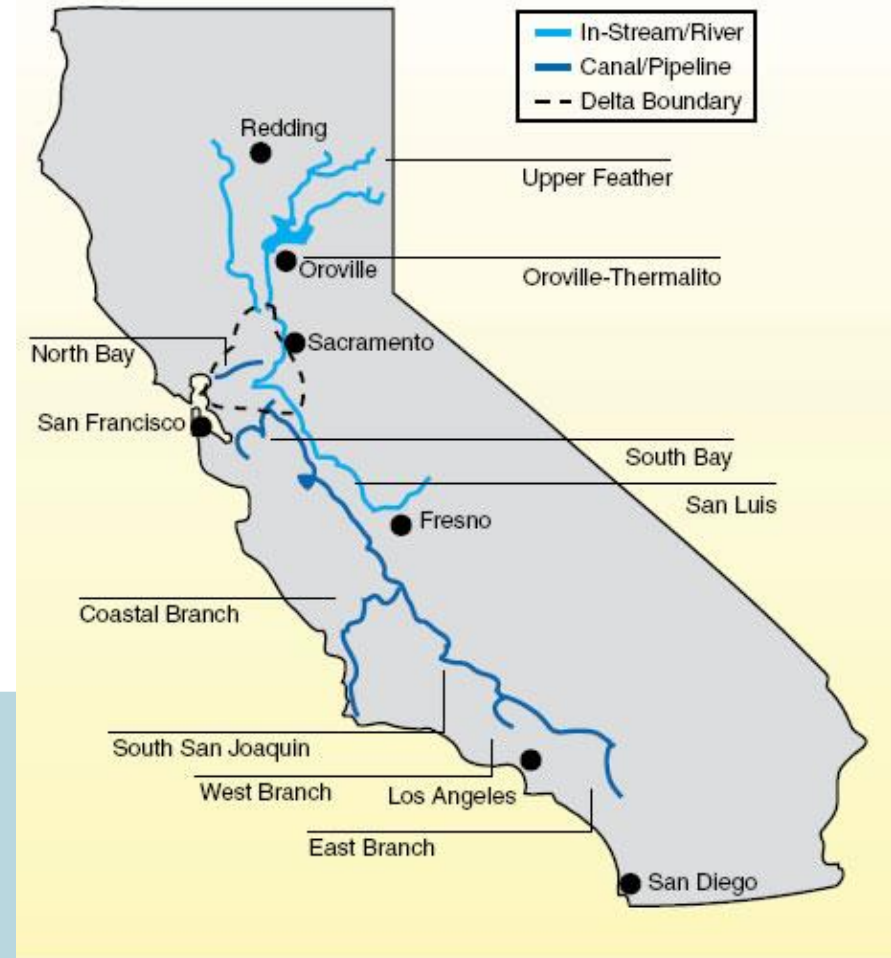 In-Stream/River
Canal/Pipeline
Delta Boundary
Redding
Upper Feather
Oroville
Oroville-Thermalito
North Bay
Sacramento
San Francisco
South Bay
San Luis
Fresno
Coastal Branch
South San Joaquin
West Branch
Los Angeles
East Branch
San Diego